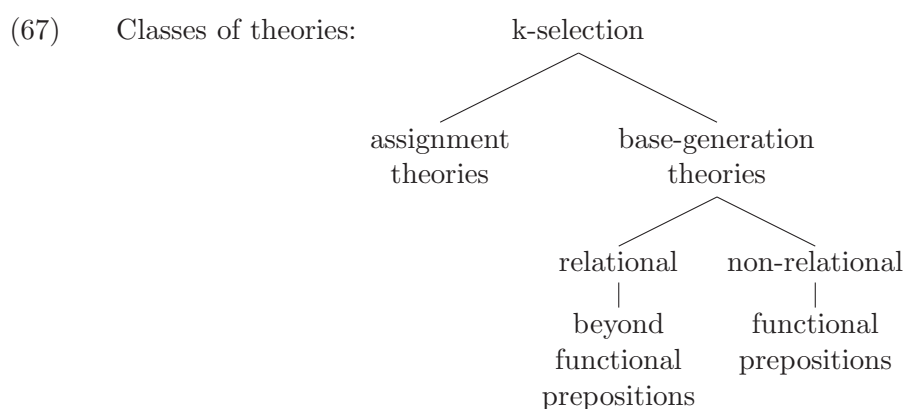 (67) Classes of theories: k-selection
assignment base-generation
theories theories
relational non-relational
beyond functional
functional prepositions
prepositions